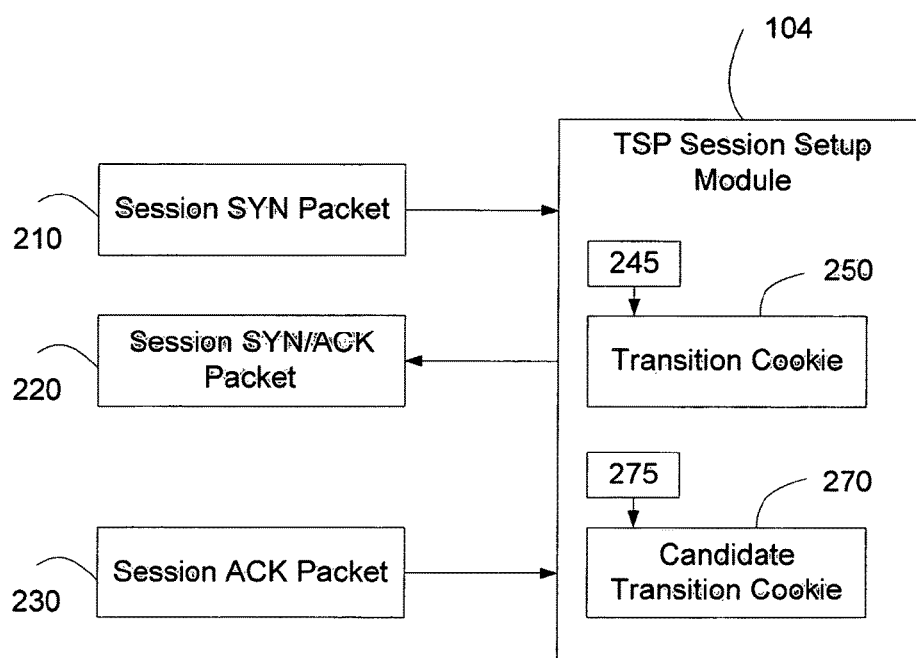 104
TSP Session Setup
Module
Session SYN Packet
210
245
250
Session SYN/ACK
Packet
Transition Cookie
220
275
270
Session ACK Packet
Candidate
Transition Cookie
230